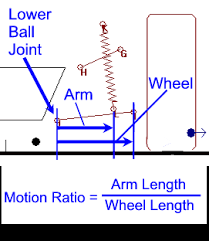 Lower
Ball
Joint
K
G
H
Arm
Wheel
Motion Ratio = Arm Length
Wheel Length